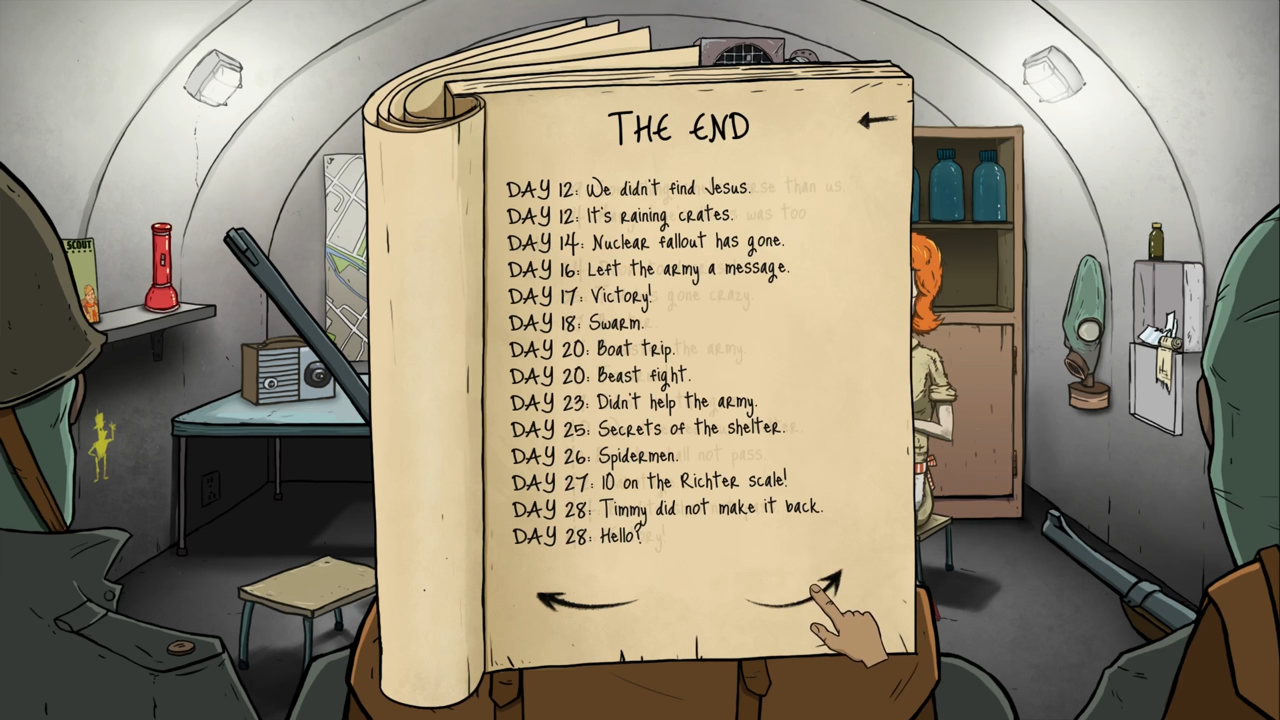 THE END
DAY 12: We didn't find Jesus.
DAY 12: It's raining crates.
DAY 14: Nuclear fallout has gone.
DAY 16: Left the army a message.
DAY 17: Victory!
DAY 18: Swarm.
DAY 20: Boat trip.
DAY 20: Beast fight.
DAY 23: Didn't help the army.
DAY 25: Secrets of the shelter.
DAY 26: Spidermen.
DAY 27: 10 on the Richter scale!
DAY 28: Timmy did not make it back.
DAY 28: Hello?
SCOUT